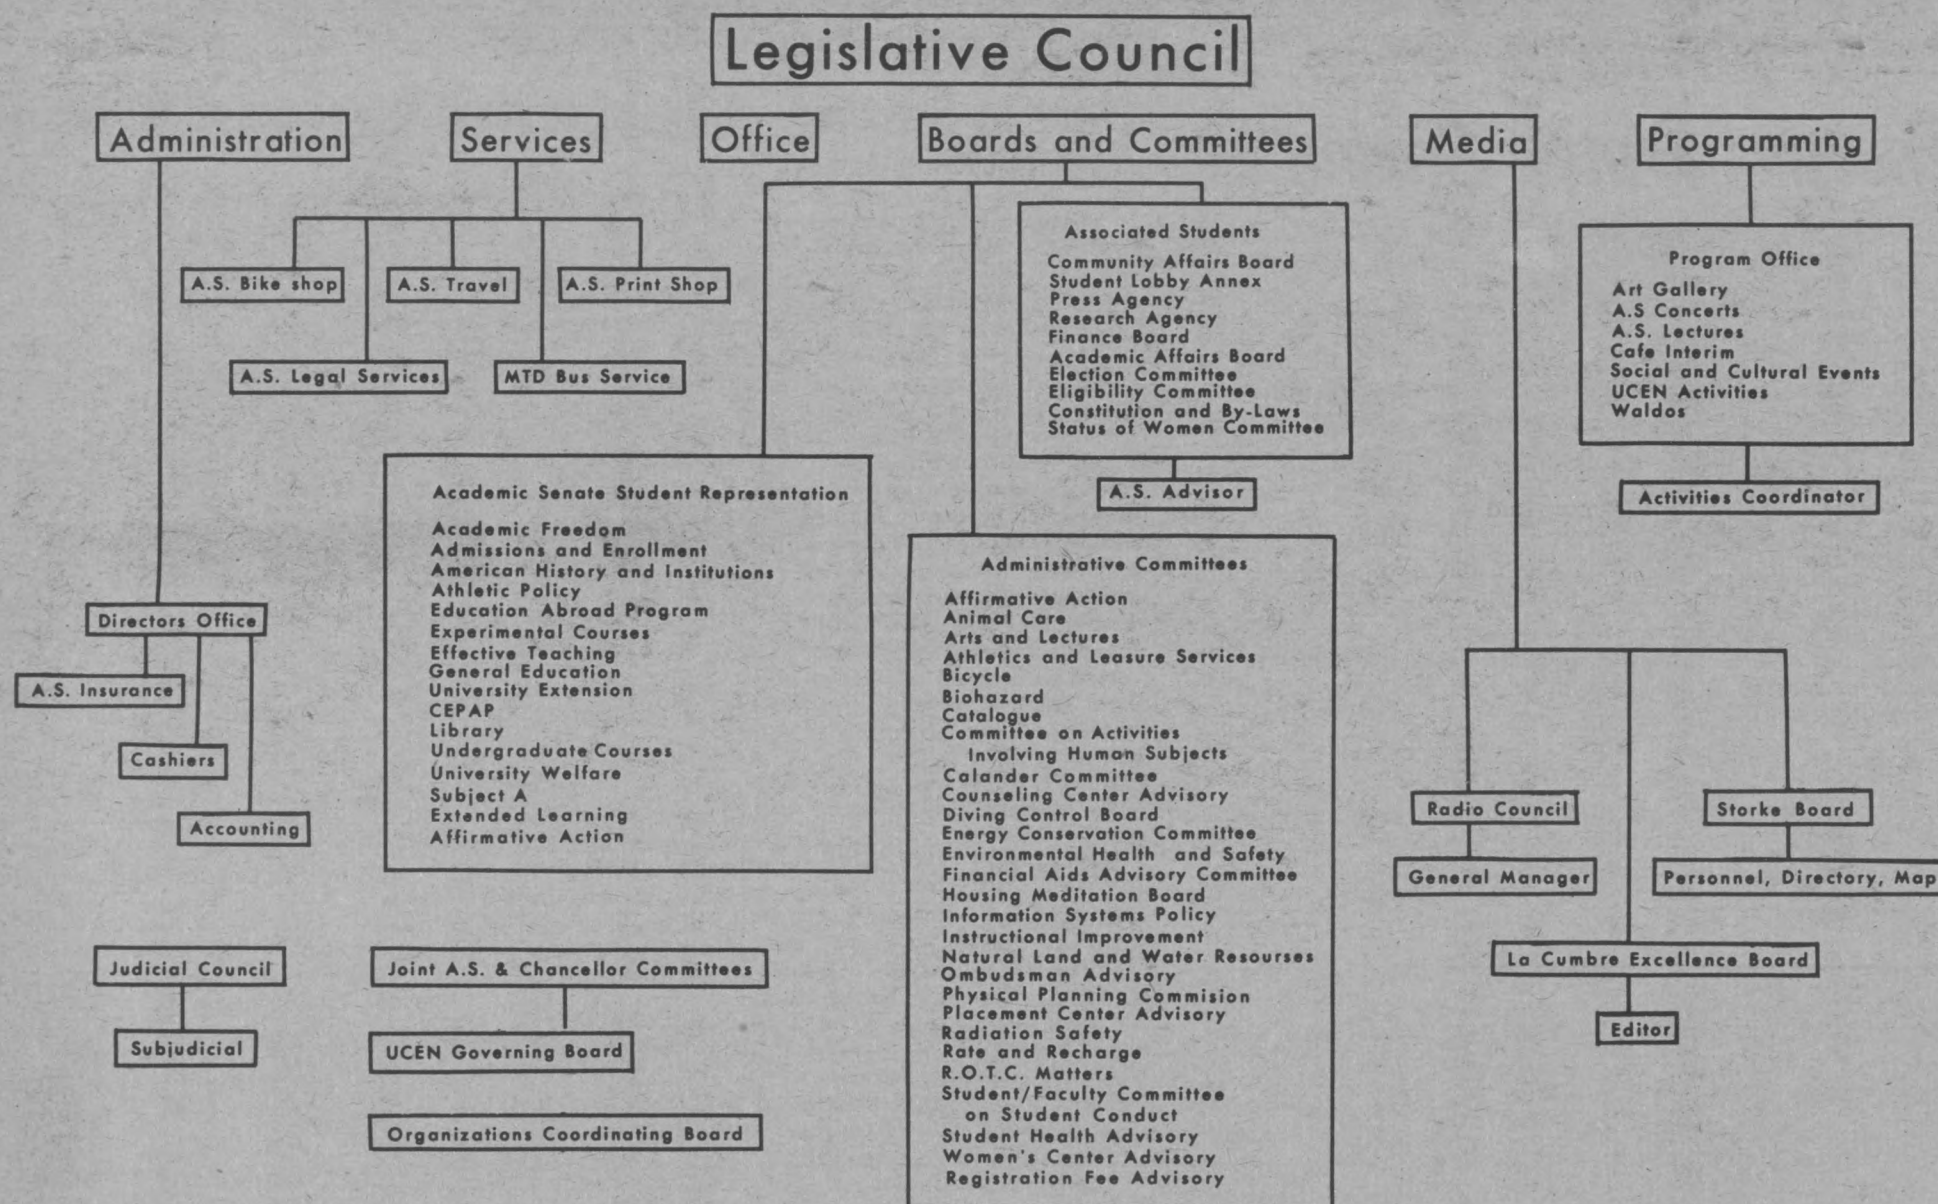 Legislative Council
Administration
Services
Office
Boards and Committees
Media
Programming
A.S. Bike shop
A.S. Travel
A.S. Print Shop
A.S. Legal Services
MTD Bus Service
Associated Students
Community Affairs Board
Student Lobby Annex
Press Agency
Research Agency
Finance Board
Academic Affairs Board
Election Committee
Eligibility Committee
Constitution and By-Laws
Status of Women Committee
A.S. Advisor
Program Office
Art Gallery
A.S Concerts
A.S. Lectures
Cafe Interim
Social and Cultural Events
UCEN Activities
Waldos
Activities Coordinator
Academic Senate Student Representation
Academic Freedom
Admissions and Enrollment
American History and Institutions
Athletic Policy
Education Abroad Program
Experimental Courses
Effective Teaching
General Education
University Extension
CEPAP
Library
Undergraduate Courses
University Welfare
Subject A
Extended Learning
Affirmative Action
Directors Office
A.S. Insurance
Cashiers
Accounting
Administrative Committees
Affirmative Action
Animal Care
Arts and Lectures
Athletics and Leasure Services
Bicycle
Biohazard
Catalogue
Committee on Activities
Involving Human Subjects
Calander Committee
Counseling Center Advisory
Diving Control Board
Energy Conservation Committee
Environmental Health and Safety
Financial Aids Advisory Committee
Housing Meditation Board
Information Systems Policy
Instructional Improvement
Natural Land and Water Resourses
Ombudsman Advisory
Physical Planning Commision
Placement Center Advisory
Radiation Safety
Rate and Recharge
R.O.T.C. Matters
Student/Faculty Committee
on Student Conduct
Student Health Advisory
Women's Center Advisory
Registration Fee Advisory
Radio Council
General Manager
Storke Board
Personnel, Directory, Map
La Cumbre Excellence Board
Editor
Judicial Council
Subjudicial
Joint A.S. & Chancellor Committees
UCEN Governing Board
Organizations Coordinating Board